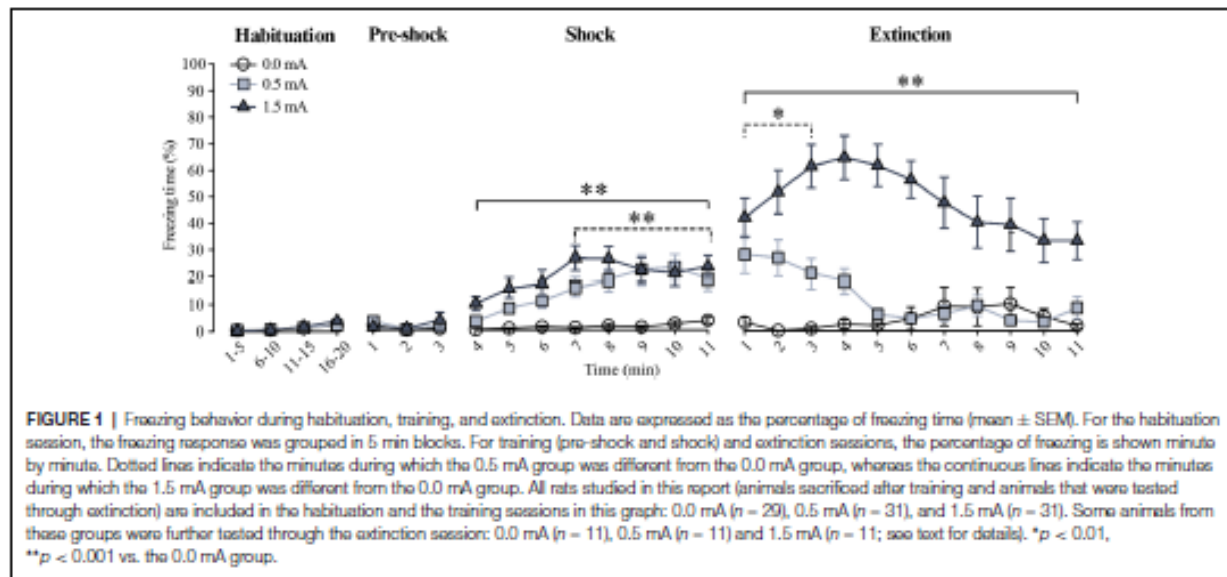 Habituation Pre-shock Shock Extinction
0.0 mA
0.5 mA
1.5 mA
**
*
**
**
Freezing time (%)
100
90
80
70
60
50
40
30
20
10
0
1-5 6-10 11-15 16-20 1 2 3 4 5 6 7 8 9 10 11 1 2 3 4 5 6 7 8 9 10 11
Time (min)
FIGURE 1 | Freezing behavior during habituation, training, and extinction. Data are expressed as the percentage of freezing time (mean ± SEM). For the habituation
session, the freezing response was grouped in 5 min blocks. For training (pre-shock and shock) and extinction sessions, the percentage of freezing is shown minute
by minute. Dotted lines indicate the minutes during which the 0.5 mA group was different from the 0.0 mA group, whereas the continuous lines indicate the minutes
during which the 1.5 mA group was different from the 0.0 mA group. All rats studied in this report (animals sacrificed after training and animals that were tested
through extinction) are included in the habituation and the training sessions in this graph: 0.0 mA (n = 29), 0.5 mA (n = 31), and 1.5 mA (n = 31). Some animals from
these groups were further tested through the extinction session: 0.0 mA (n = 11), 0.5 mA (n = 11) and 1.5 mA (n = 11; see text for details). *p < 0.01,
**p < 0.001 vs. the 0.0 mA group.